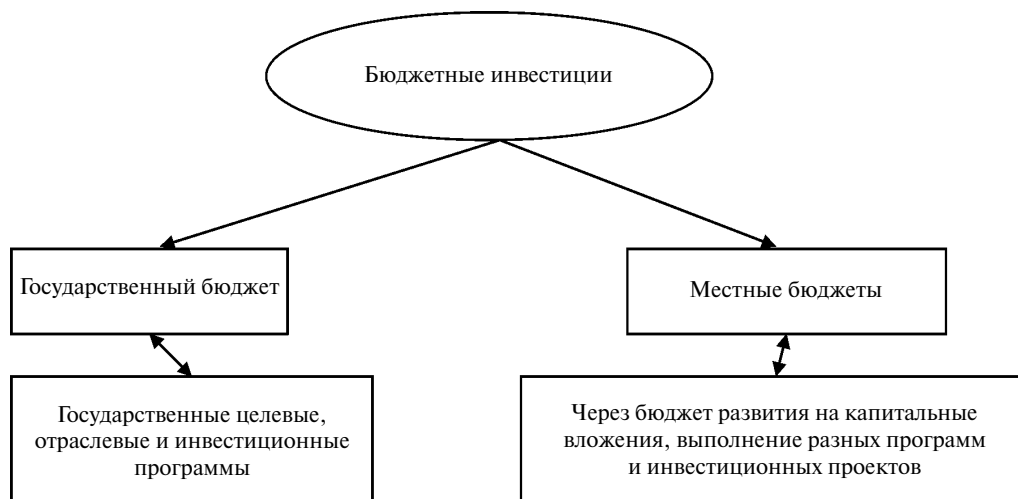 Бюджетные инвестиции
Государственный бюджет
Местные бюджеты
Государственные целевые,
отраслевые и инвестиционные
программы
Через бюджет развития на капитальные
вложения, выполнение разных программ
и инвестиционных проектов